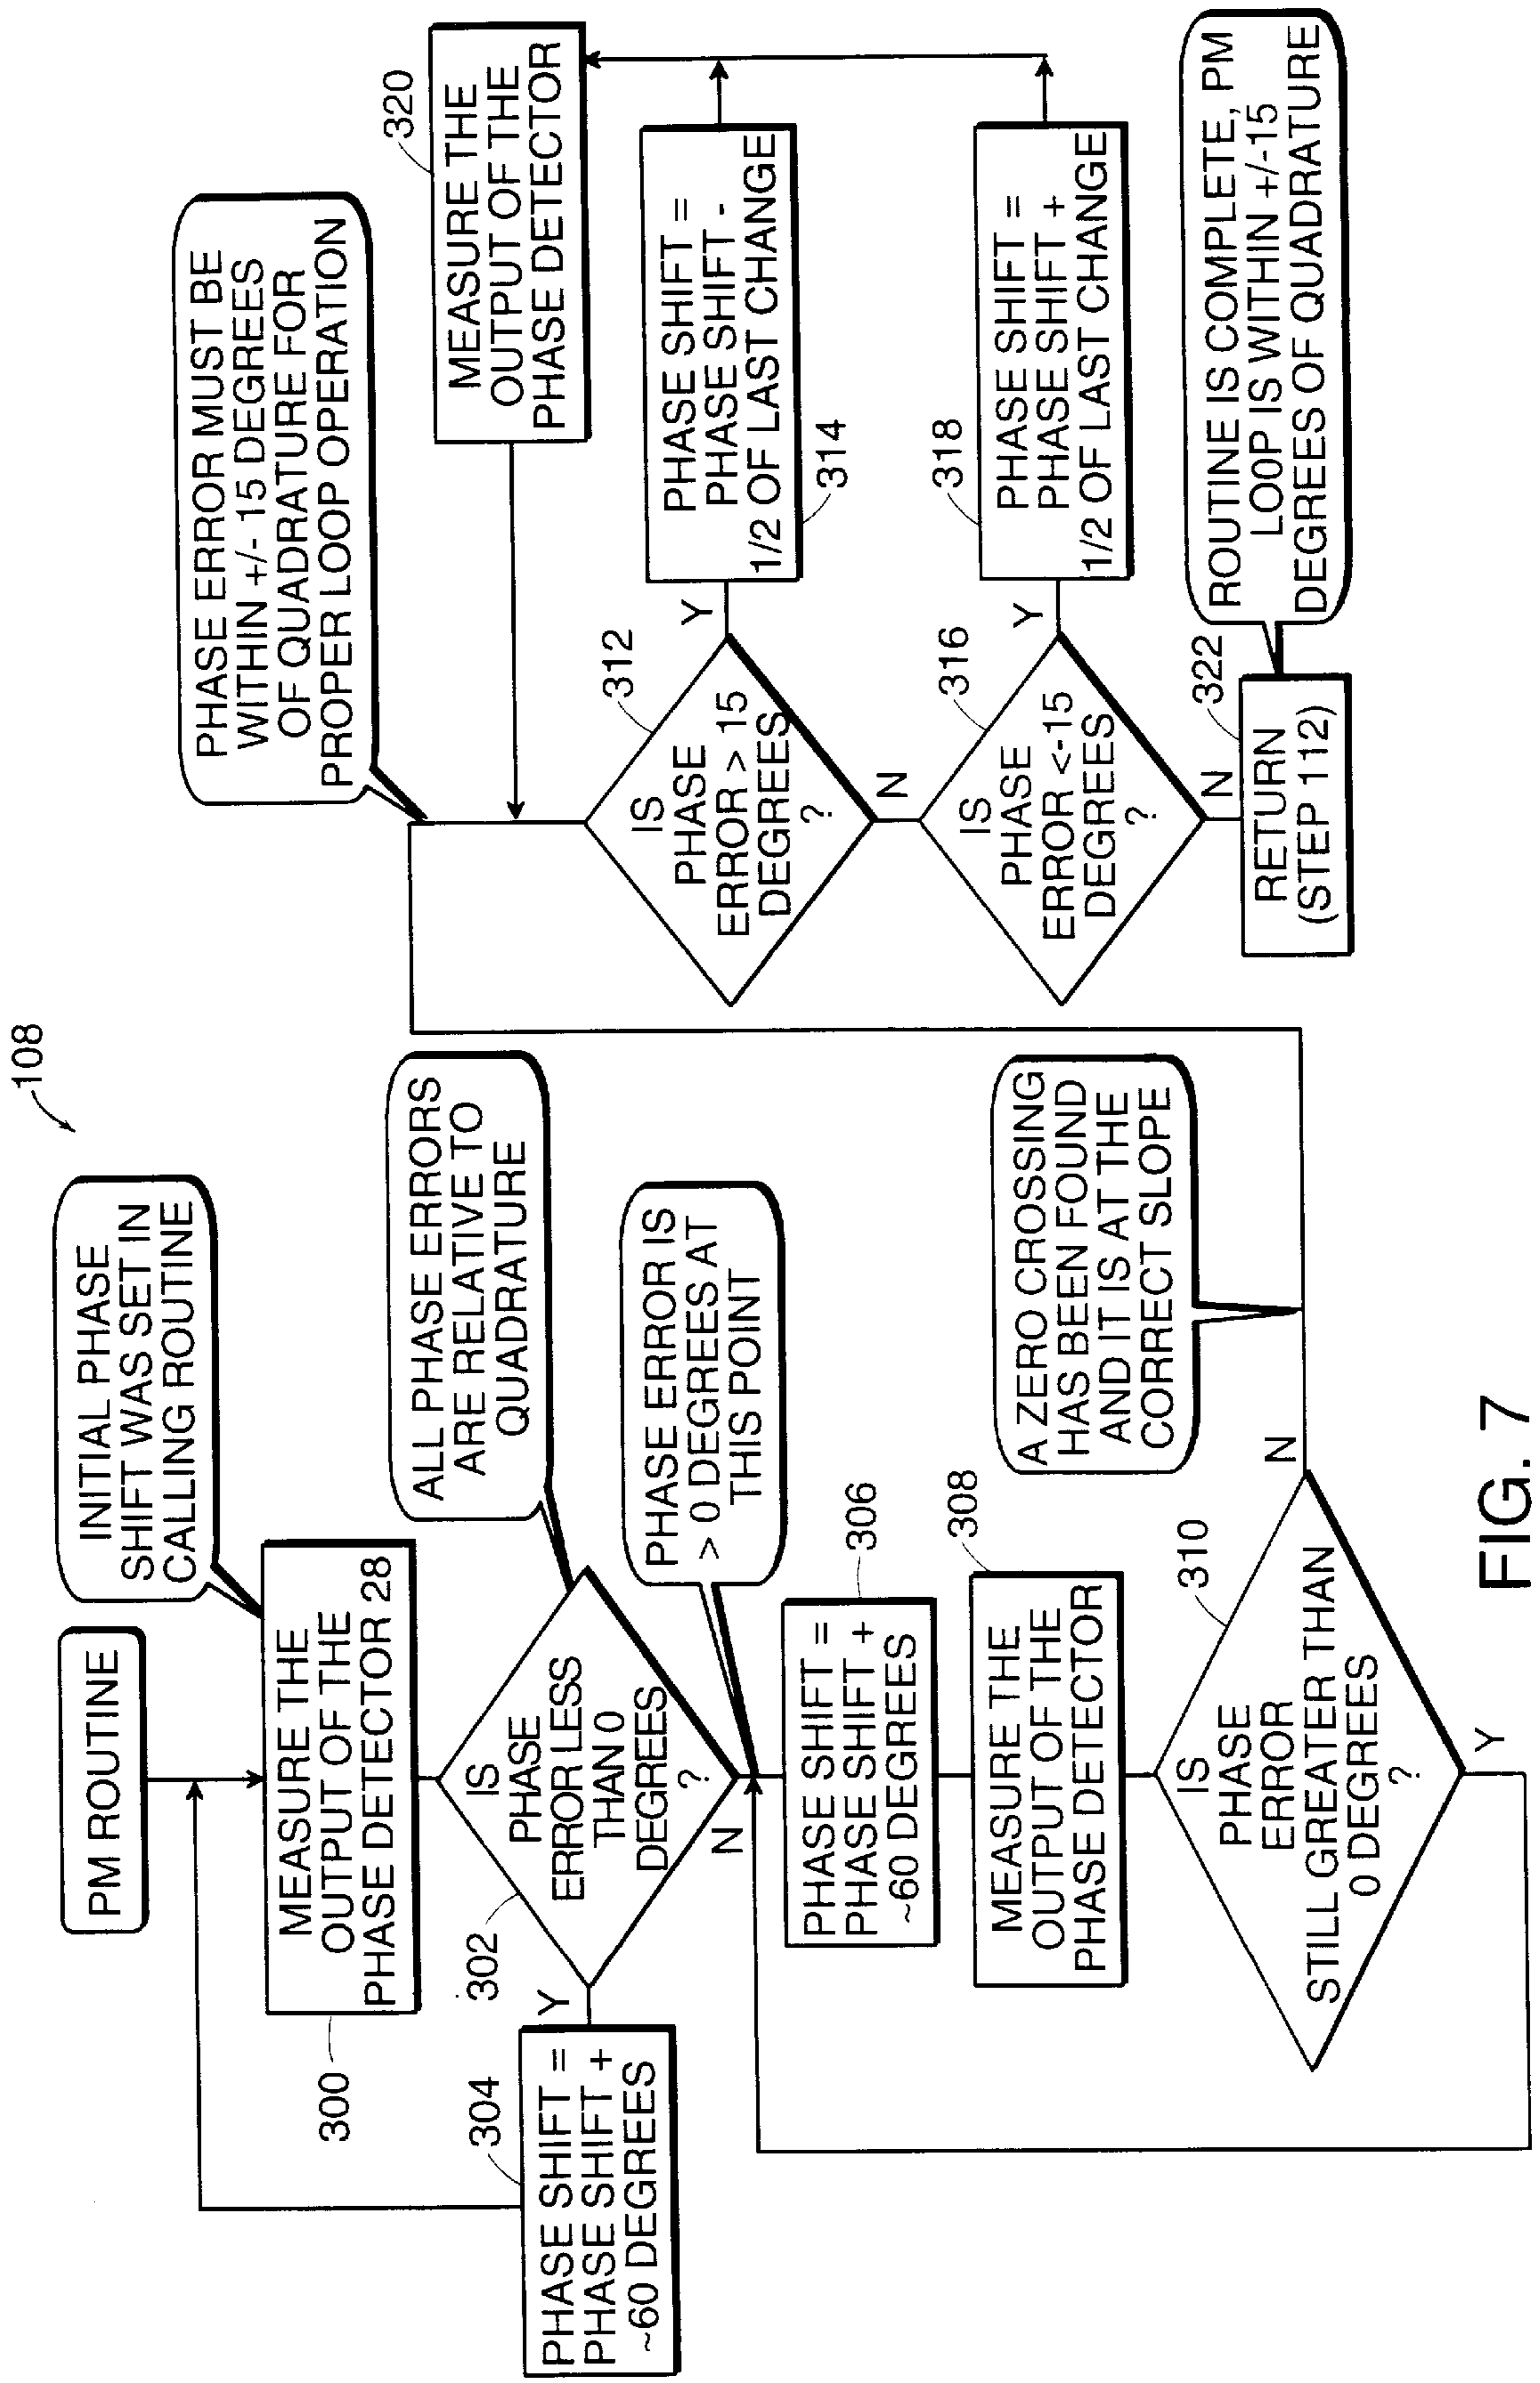 108
PM ROUTINE
INITIAL PHASE
SHIFT WAS SET IN
CALLING ROUTINE
300
MEASURE THE
OUTPUT OF THE
PHASE DETECTOR 28
ALL PHASE ERRORS
ARE RELATIVE TO
QUADRATURE
302
IS
PHASE
ERROR LESS
THAN 0
DEGREES
?
Y
N
304
PHASE SHIFT =
PHASE SHIFT +
~60 DEGREES
PHASE ERROR IS
> 0 DEGREES AT
THIS POINT
306
PHASE SHIFT =
PHASE SHIFT +
~60 DEGREES
308
MEASURE THE
OUTPUT OF THE
PHASE DETECTOR
310
IS
PHASE
ERROR
STILL GREATER THAN
0 DEGREES
?
Y
N
A ZERO CROSSING
HAS BEEN FOUND
AND IT IS AT THE
CORRECT SLOPE
PHASE ERROR MUST BE
WITHIN +/- 15 DEGREES
OF QUADRATURE FOR
PROPER LOOP OPERATION
320
MEASURE THE
OUTPUT OF THE
PHASE DETECTOR
312
IS
PHASE
ERROR > 15
DEGREES
?
Y
N
PHASE SHIFT =
PHASE SHIFT -
1/2 OF LAST CHANGE
314
316
IS
PHASE
ERROR <-15
DEGREES
?
Y
N
318
PHASE SHIFT =
PHASE SHIFT +
1/2 OF LAST CHANGE
322
RETURN
(STEP 112)
ROUTINE IS COMPLETE, PM
LOOP IS WITHIN +/-15
DEGREES OF QUADRATURE
FIG. 7